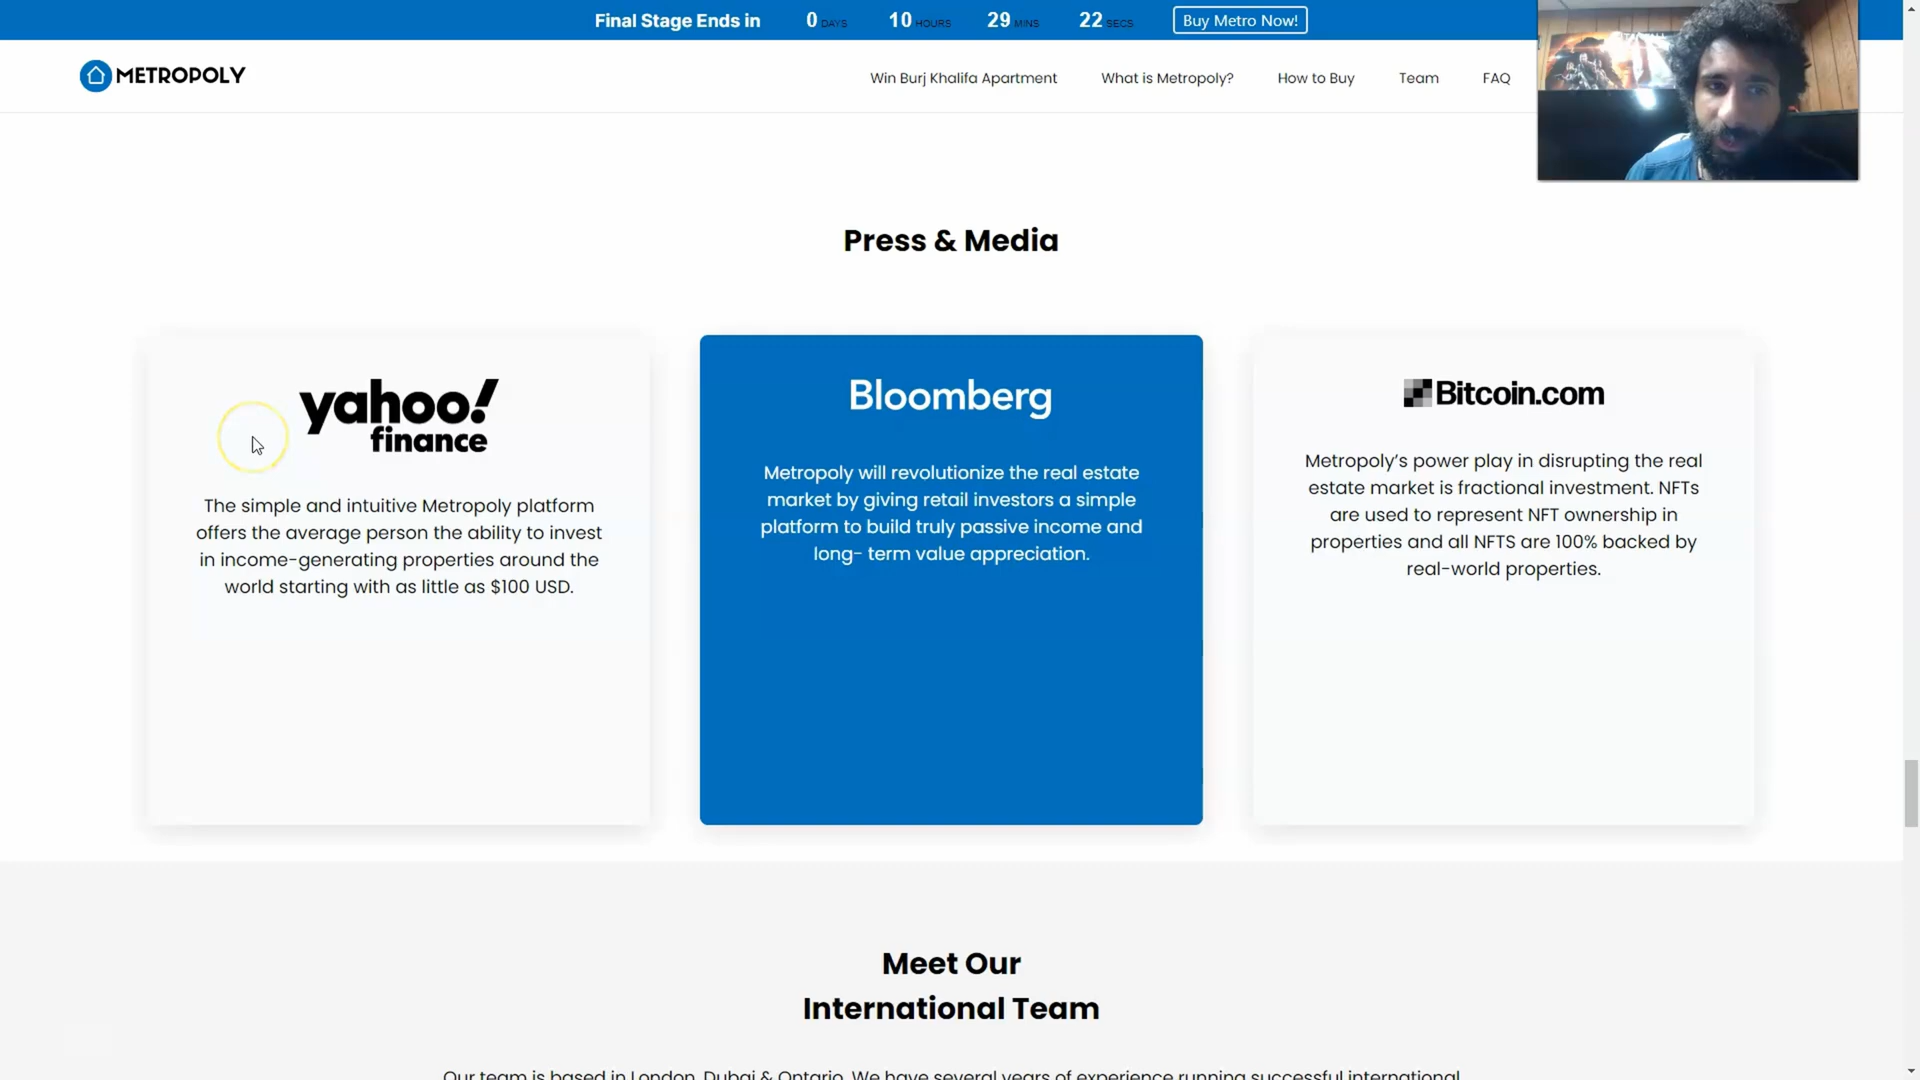 Final Stage Ends in 0 DAYS 10 HOURS 29 MINS 22 SECS Buy Metro Now!
METROPOLY Win Burj Khalifa Apartment What is Metropoly? How to Buy Team FAQ
Press & Media
yahoo!
finance
The simple and intuitive Metropoly platform
offers the average person the ability to invest
in income-generating properties around the
world starting with as little as $100 USD.
Bloomberg
Metropoly will revolutionize the real estate
market by giving retail investors a simple
platform to build truly passive income and
long- term value appreciation.
Bitcoin.com
Metropoly's power play in disrupting the real
estate market is fractional investment. NFTs
are used to represent NFT ownership in
properties and all NFTS are 100% backed by
real-world properties.
Meet Our
International Team
Our team is based in London, Dubai & Ontario. We have several years of experience running successful international